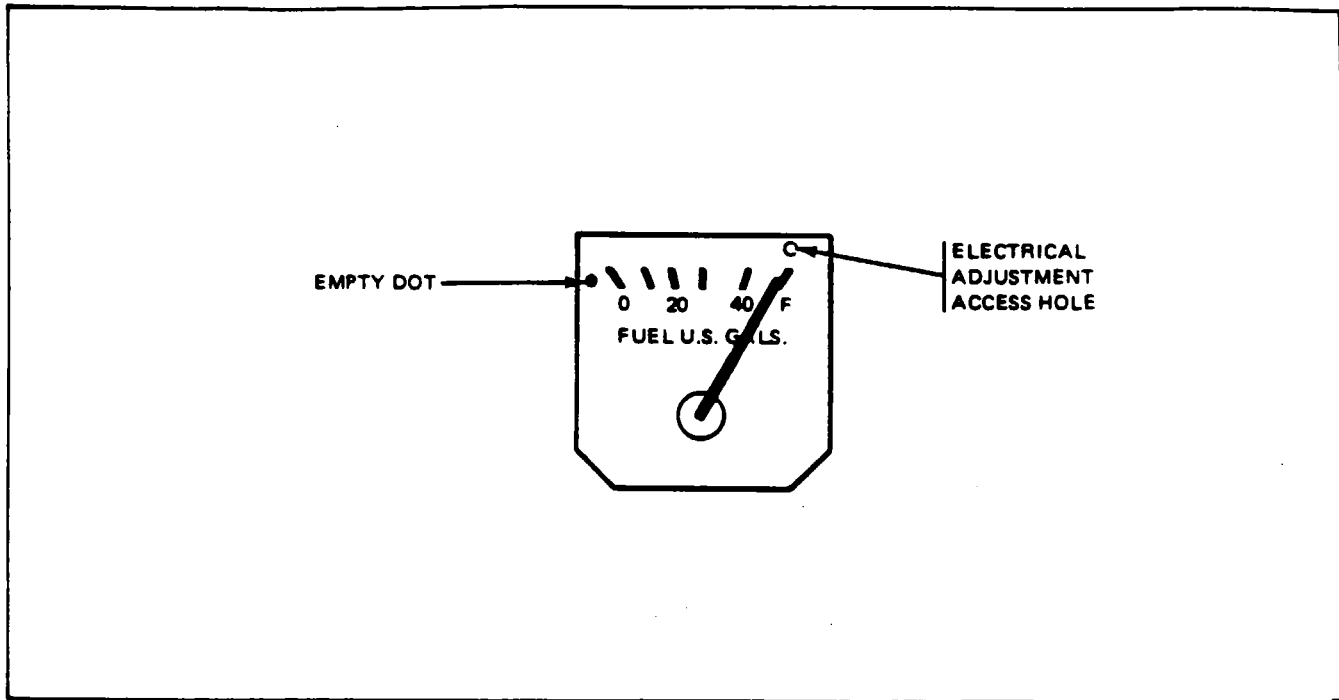 ELECTRICAL
ADJUSTMENT
ACCESS HOLE
EMPTY DOT
0 20 40 F
FUEL U.S. GALS.